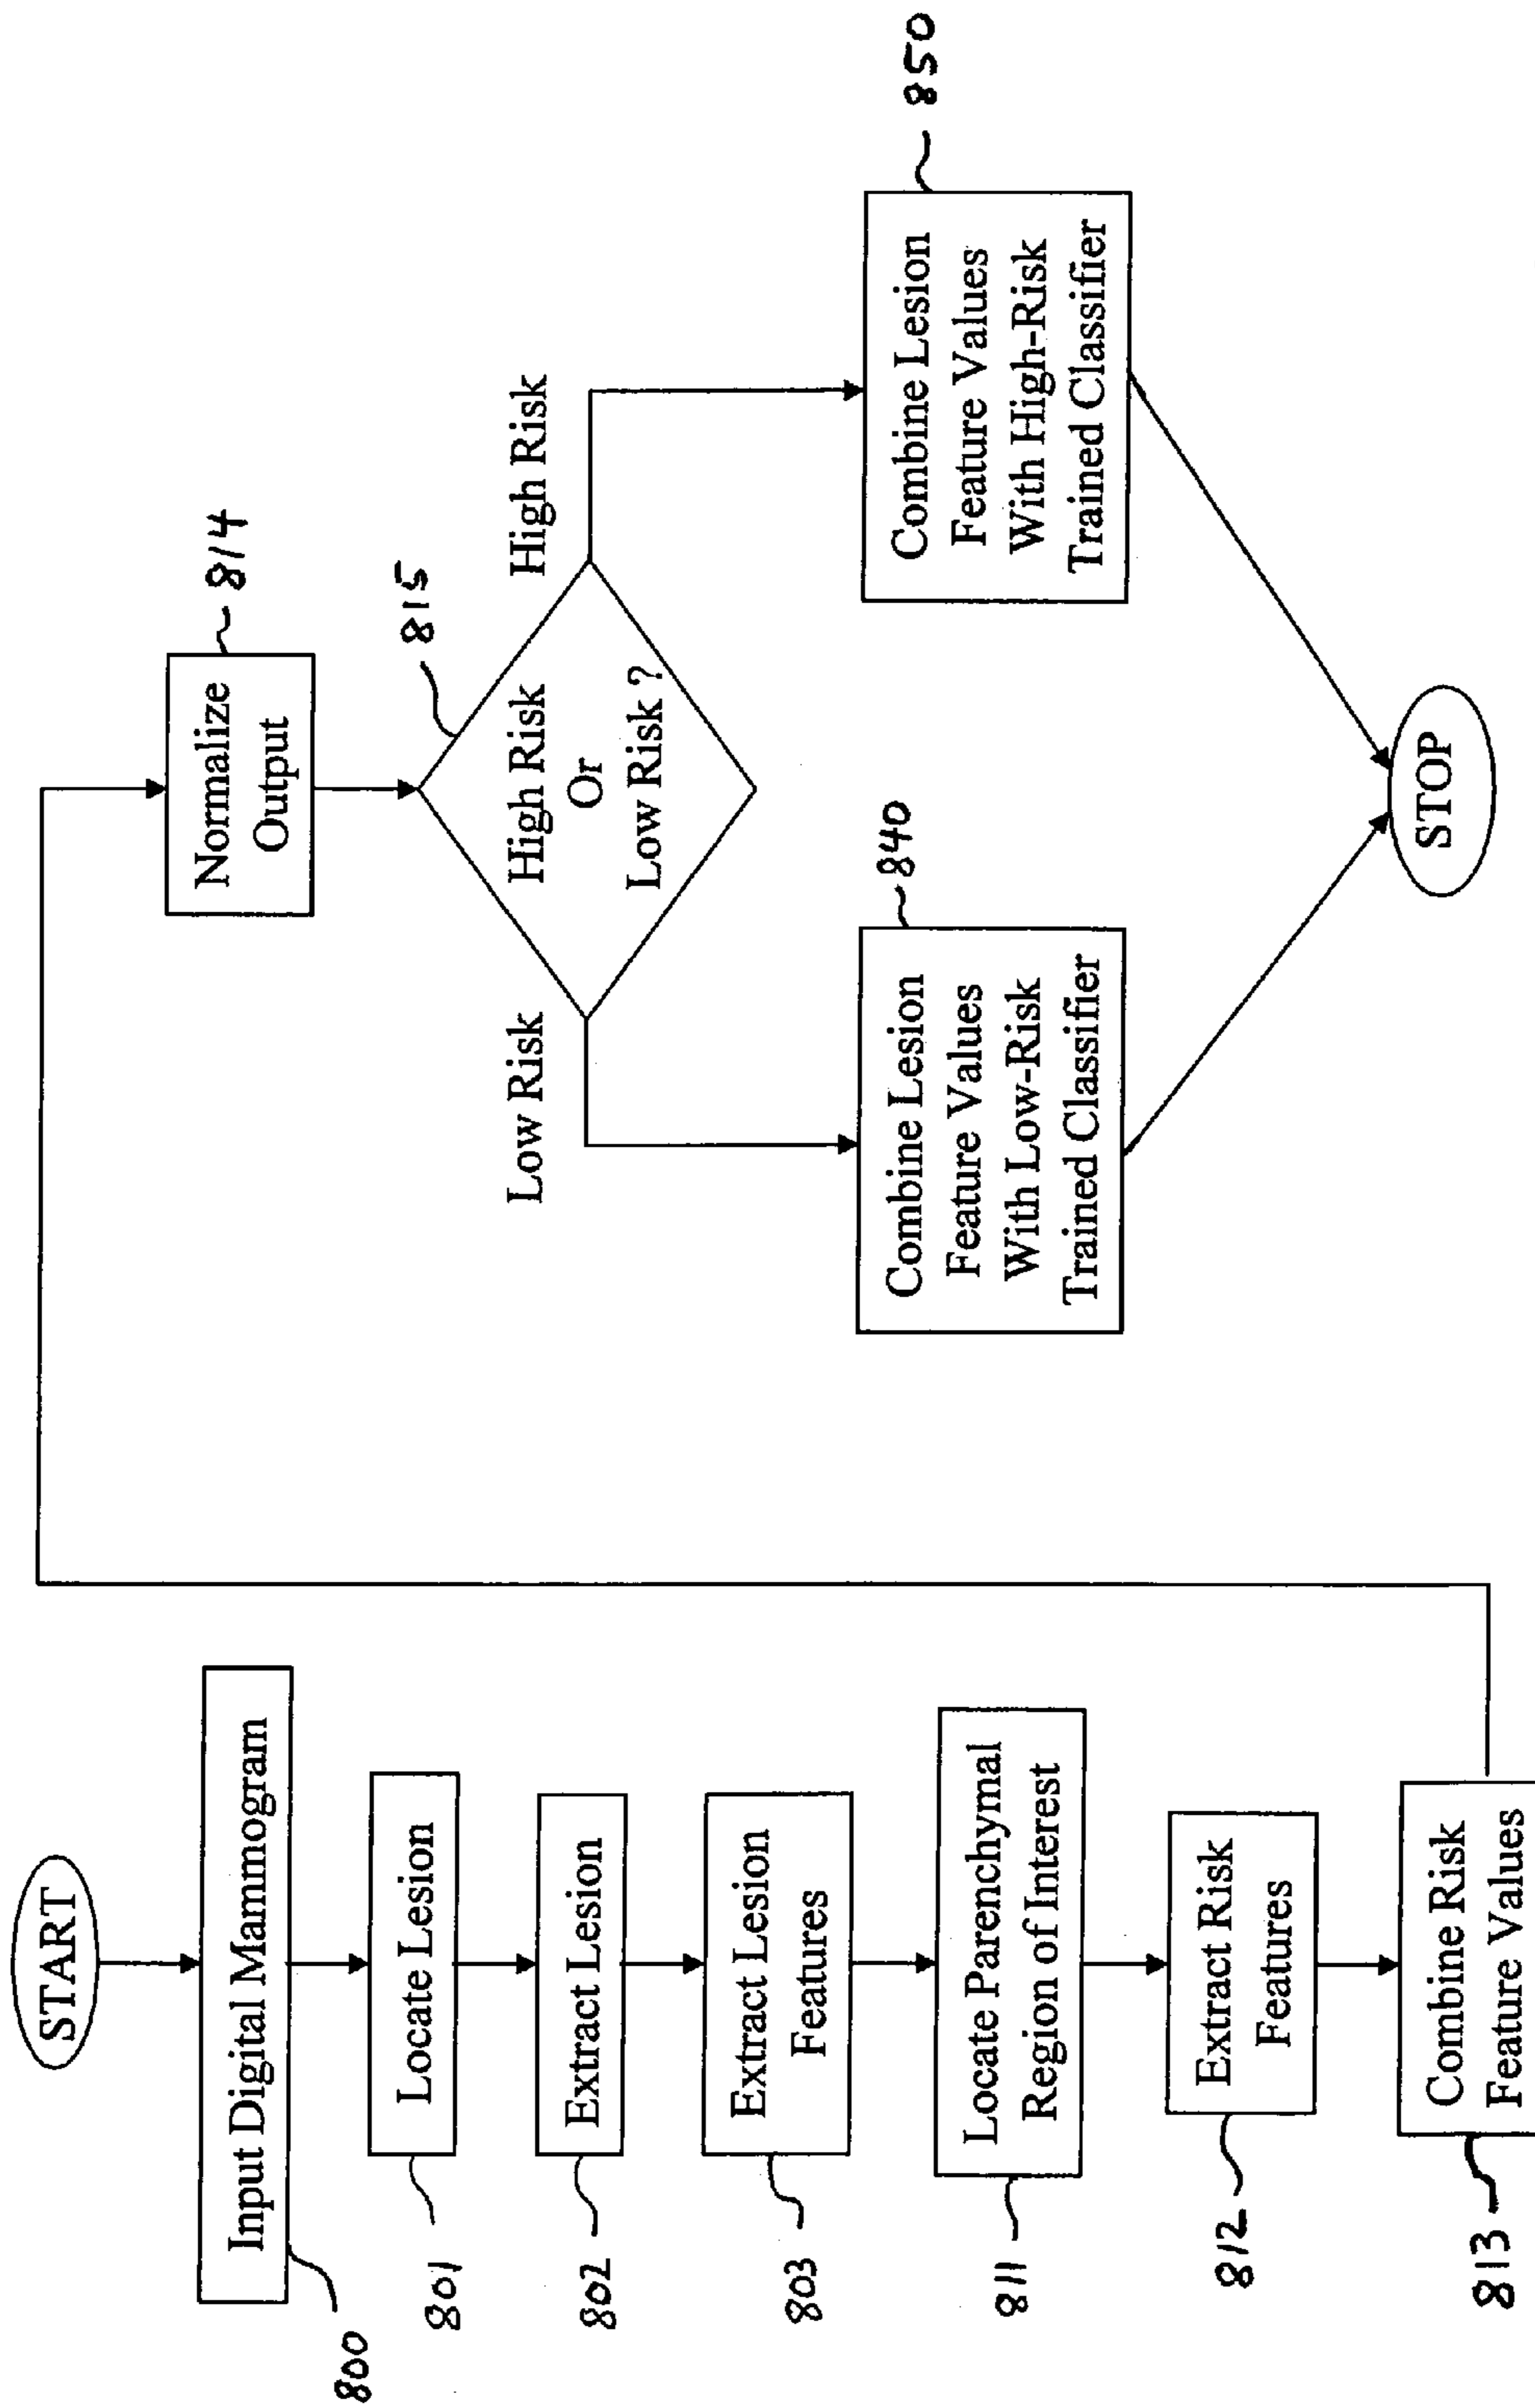 START
Input Digital Mammogram
800
Locate Lesion
801
Extract Lesion
802
Extract Lesion
Features
803
Locate Parenchymal
Region of Interest
811
Extract Risk
Features
812
Combine Risk
Feature Values
813
Normalize
Output
814
High Risk
Or
Low Risk ?
815
Low Risk
High Risk
Combine Lesion
Feature Values
With Low-Risk
Trained Classifier
840
Combine Lesion
Feature Values
With High-Risk
Trained Classifier
850
STOP